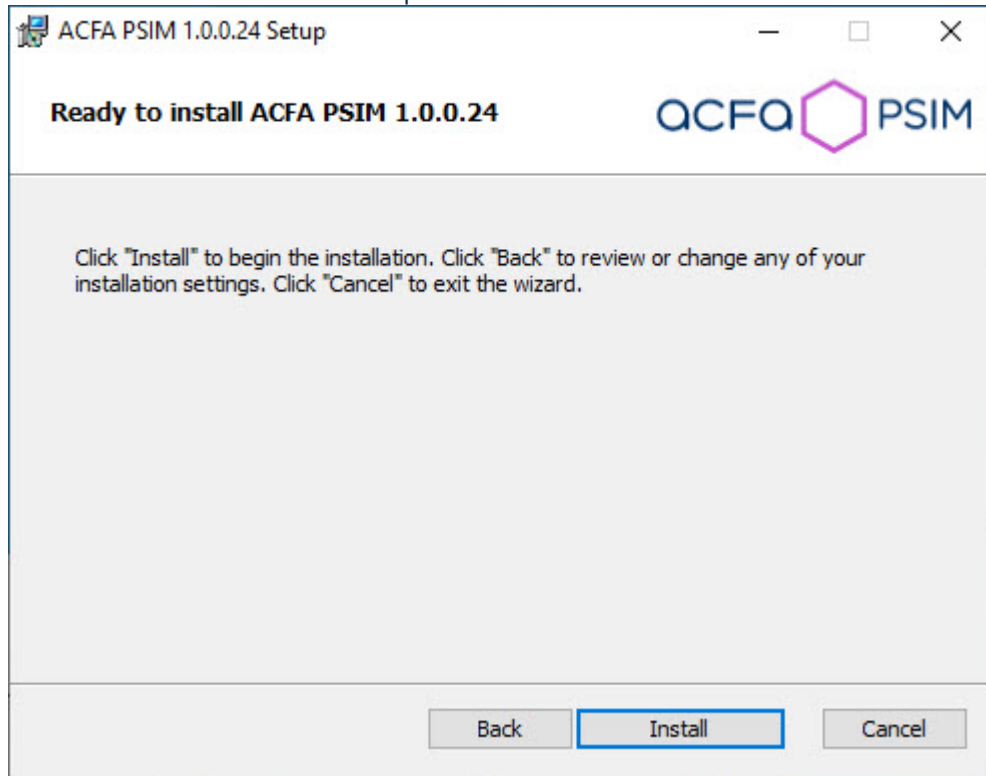 ACFA PSIM 1.0.0.24 Setup
Ready to install ACFA PSIM 1.0.0.24
acfa PSIM
Click "Install" to begin the installation. Click "Back" to review or change any of your
installation settings. Click "Cancel" to exit the wizard.
Back
Install
Cancel